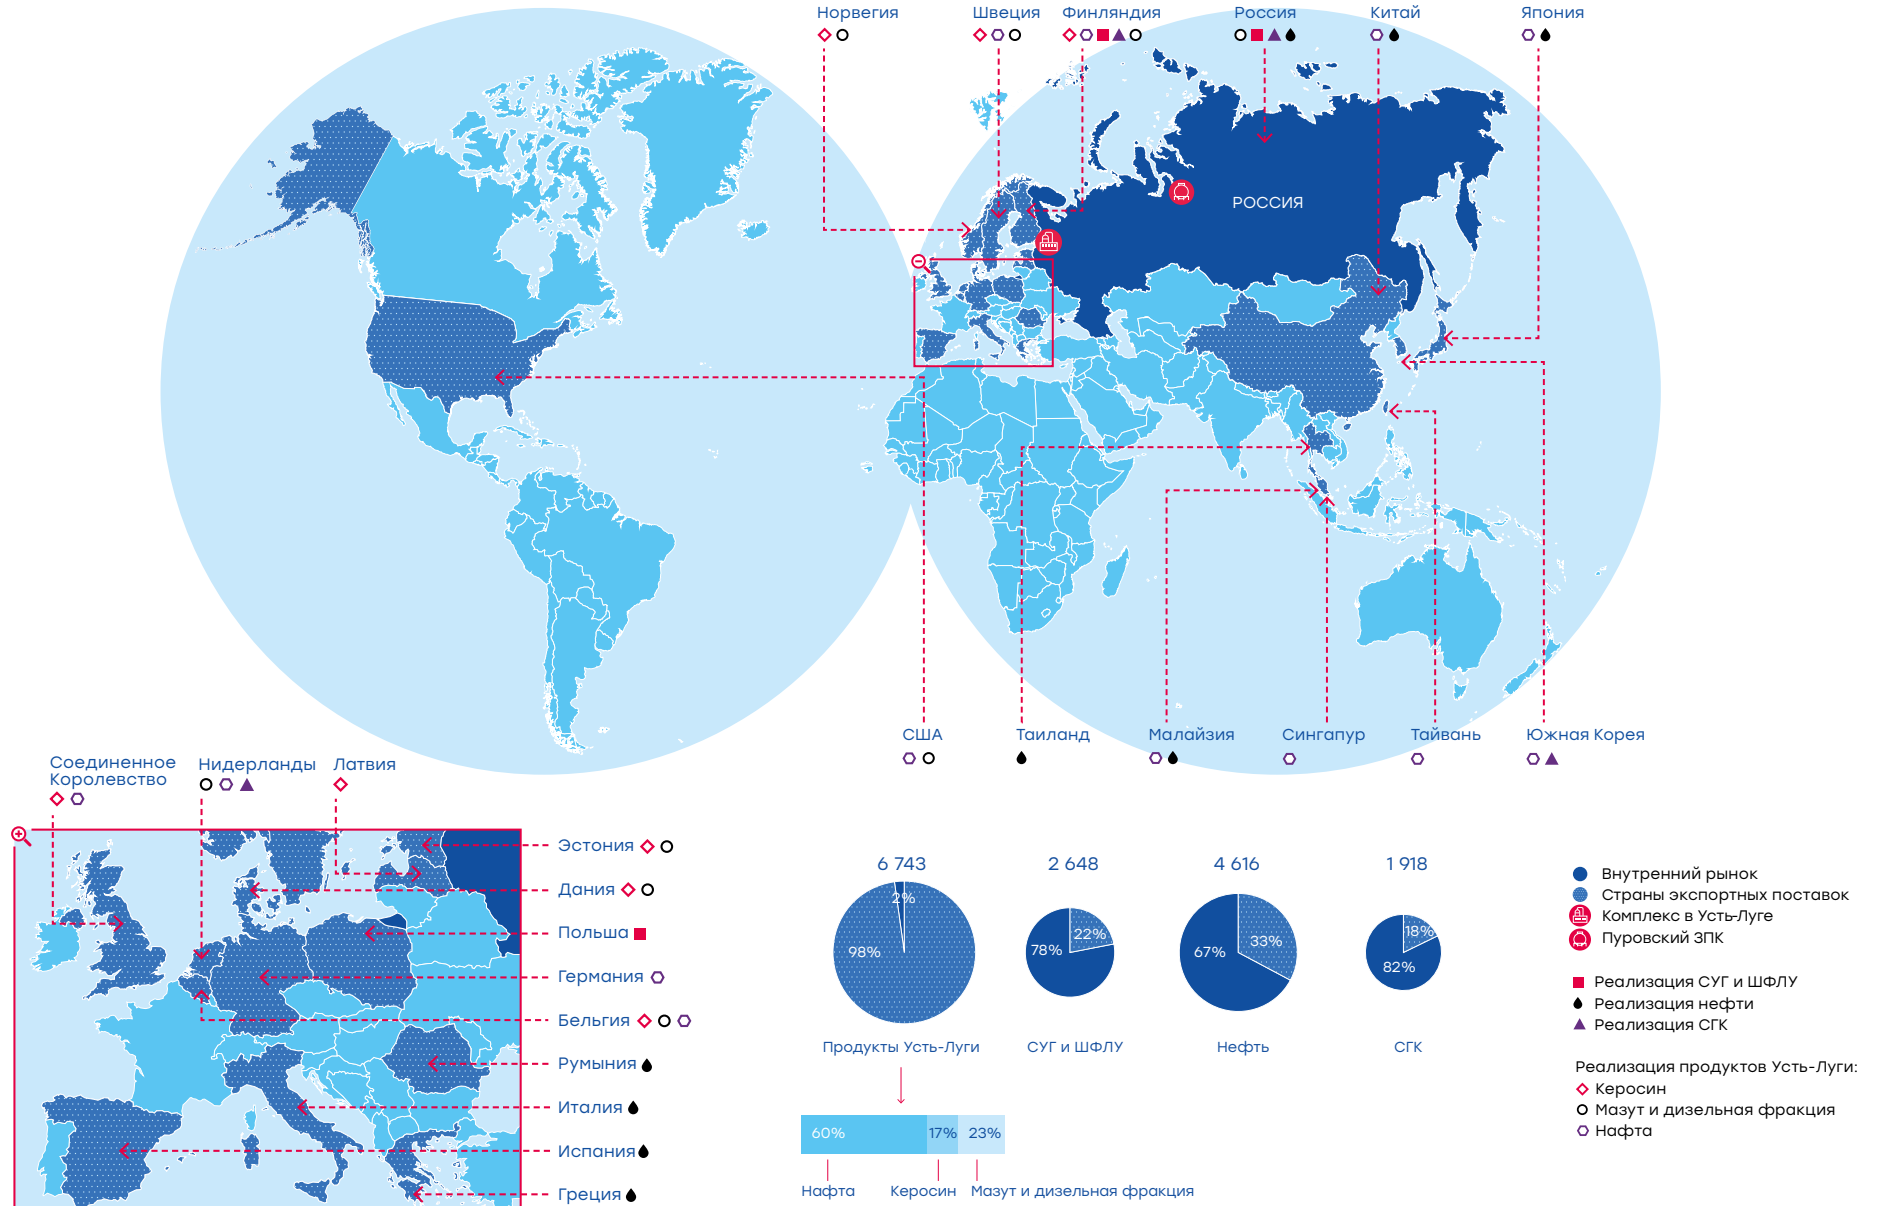 Норвегия
Швеция
Финляндия
Россия
Китай
Япония
РОССИЯ
США
Таиланд
Малайзия
Сингапур
Тайвань
Южная Корея
Соединенное
Королевство
Нидерланды
Латвия
Эстония
Дания
Польша
Германия
Бельгия
Румыния
Италия
Испания
Греция
6 743
2%
98%
Продукты Усть-Луги
2 648
22%
78%
СУГ и ШФЛУ
4 616
33%
67%
Нефть
1 918
18%
82%
СГК
60%
17%
23%
Нафта
Керосин
Мазут и дизельная фракция
Внутренний рынок
Страны экспортных поставок
Комплекс в Усть-Луге
Пуровский ЗПК
Реализация СУГ и ШФЛУ
Реализация нефти
Реализация СГК
Реализация продуктов Усть-Луги:
Керосин
Мазут и дизельная фракция
Нафта